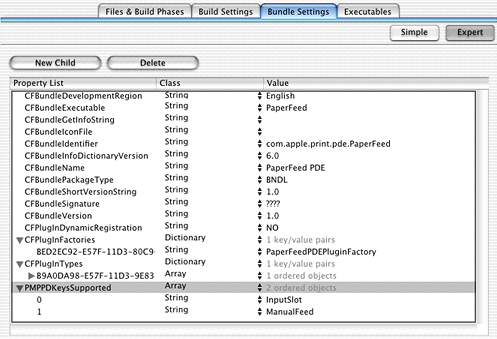 Files & Build Phases Build Settings Bundle Settings Executables
Simple Expert
New Child Delete
Property List Class Value
CFBundleDevelopmentRegion String English
CFBundleExecutable String PaperFeed
CFBundleGetInfoString String
CFBundleIconFile String
CFBundleIdentifier String com.apple.print.pde.PaperFeed
CFBundleInfoDictionaryVersion String 6.0
CFBundleName String PaperFeed PDE
CFBundlePackageType String BNDL
CFBundleShortVersionString String 1.0
CFBundleSignature String ????
CFBundleVersion String 1.0
CFPlugInDynamicRegistration String NO
CFPlugInFactories Dictionary 1 key/value pairs
BED2EC92-E57F-11D3-80C9- String PaperFeedPDEPluginFactory
CFPlugInTypes Dictionary 1 key/value pairs
B9A0DA98-E57F-11D3-9E83 Array 1 ordered objects
PMPPDKeysSupported Array 2 ordered objects
0 String InputSlot
1 String ManualFeed